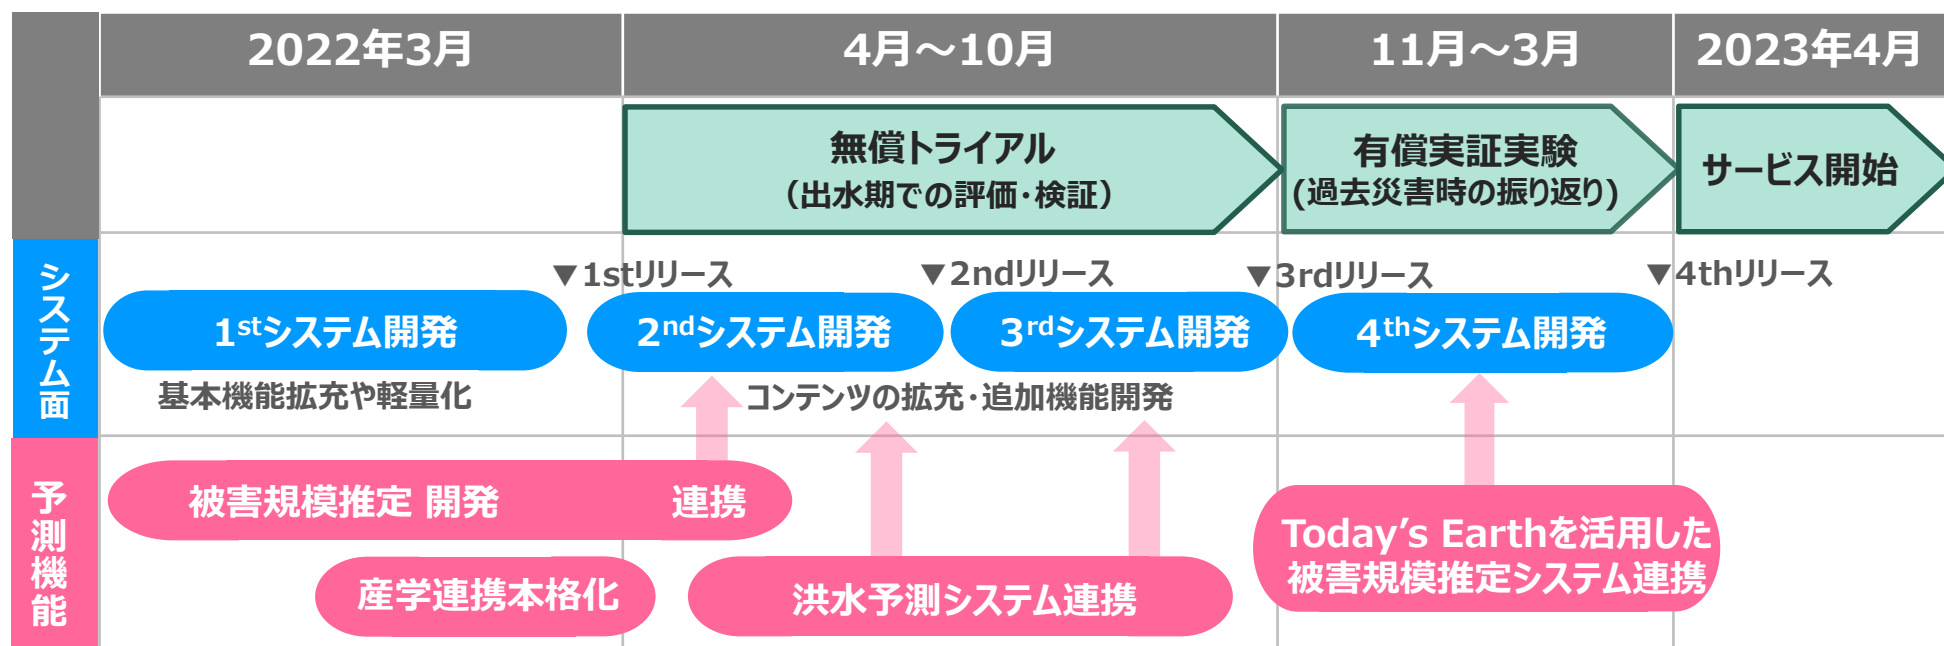 2022年3月
4月～10月
11月～3月
2023年4月
無償トライアル
（出水期での評価・検証）
有償実証実験
(過去災害時の振り返り)
サービス開始
システム面
▼1stリリース
▼2ndリリース
▼3rdリリース
▼4thリリース
1stシステム開発
2ndシステム開発
3rdシステム開発
4thシステム開発
基本機能拡充や軽量化
コンテンツの拡充・追加機能開発
予測機能
被害規模推定 開発 連携
産学連携本格化
洪水予測システム連携
Today's Earthを活用した
被害規模推定システム連携